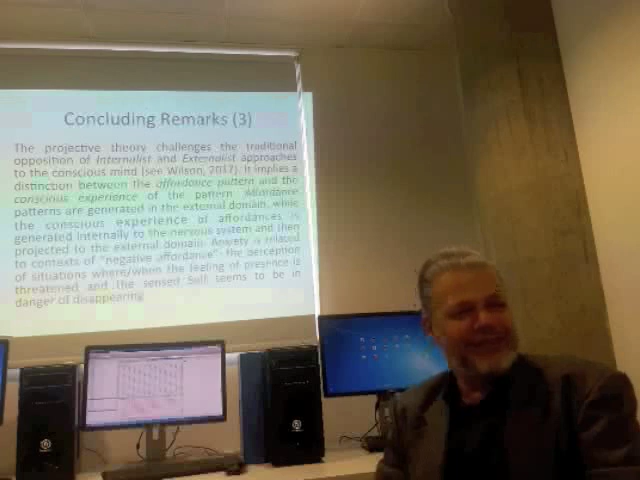 Concluding Remarks (3)
The projective theory challenges the traditional
opposition of Internalist and Externalist approaches
to the conscious mind (see Wilson, 2017). It implies a
distinction between the affordance pattern and the
conscious experience of the pattern. Affordance
patterns are generated in the external domain, while
the conscious experience of affordances is
generated internally to the nervous system and then
projected to the external domain. Anxiety is related
to contexts of "negative affordance"- the perception
of situations where/when the feeling of presence is
threatened and the sensed Self seems to be in
danger of disappearing